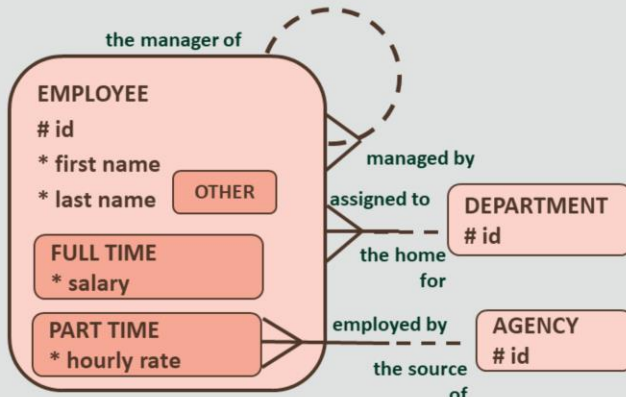 the manager of
EMPLOYEE
# id
* first name
* last name
OTHER
FULL TIME
* salary
PART TIME
* hourly rate
managed by
assigned to
the home
for
DEPARTMENT
# id
employed by
the source
of
AGENCY
# id